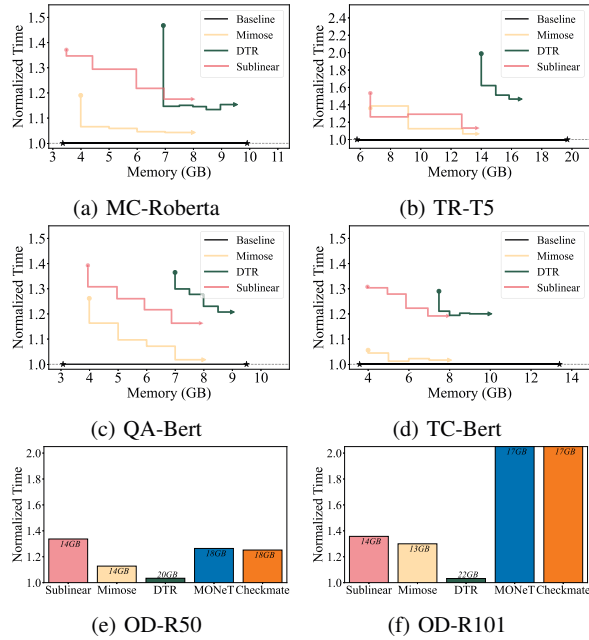 1.5
1.4
1.3
1.2
1.1
1.0
Normalized Time
Baseline
Mimose
DTR
Sublinear
3 4 5 6 7 8 9 10 11
Memory (GB)
(a) MC-Roberta
2.5
2.4
2.2
2.0
1.8
1.6
1.4
1.2
1.0
Normalized Time
Baseline
Mimose
DTR
Sublinear
6 8 10 12 14 16 18 20
Memory (GB)
(b) TR-T5
1.5
1.4
1.3
1.2
1.1
1.0
Normalized Time
Baseline
Mimose
DTR
Sublinear
3 4 5 6 7 8 9 10
Memory (GB)
(c) QA-Bert
1.5
1.4
1.3
1.2
1.1
1.0
Normalized Time
Baseline
Mimose
DTR
Sublinear
4 6 8 10 12 14
Memory (GB)
(d) TC-Bert
2.0
1.8
1.6
1.4
1.2
1.0
Normalized Time
14GB 14GB 20GB 18GB 18GB
Sublinear Mimose DTR MONeT Checkmate
(e) OD-R50
2.0
1.8
1.6
1.4
1.2
1.0
Normalized Time
14GB 13GB 22GB 17GB 17GB
Sublinear Mimose DTR MONeT Checkmate
(f) OD-R101